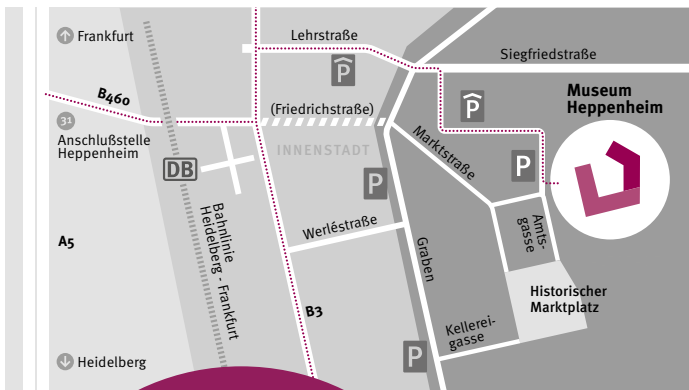 Frankfurt
Lehrstraße
Siegfriedstraße
P
B460
P
Museum
Heppenheim
31
(Friedrichstraße)
Anschlußstelle
Heppenheim
INNENSTADT
Marktstraße
DB
P
P
Bahnlinie
Heidelberg - Frankfurt
Werléstraße
Amts-
gasse
A5
Graben
Historischer
Marktplatz
B3
Kellerei-
gasse
Heidelberg
P